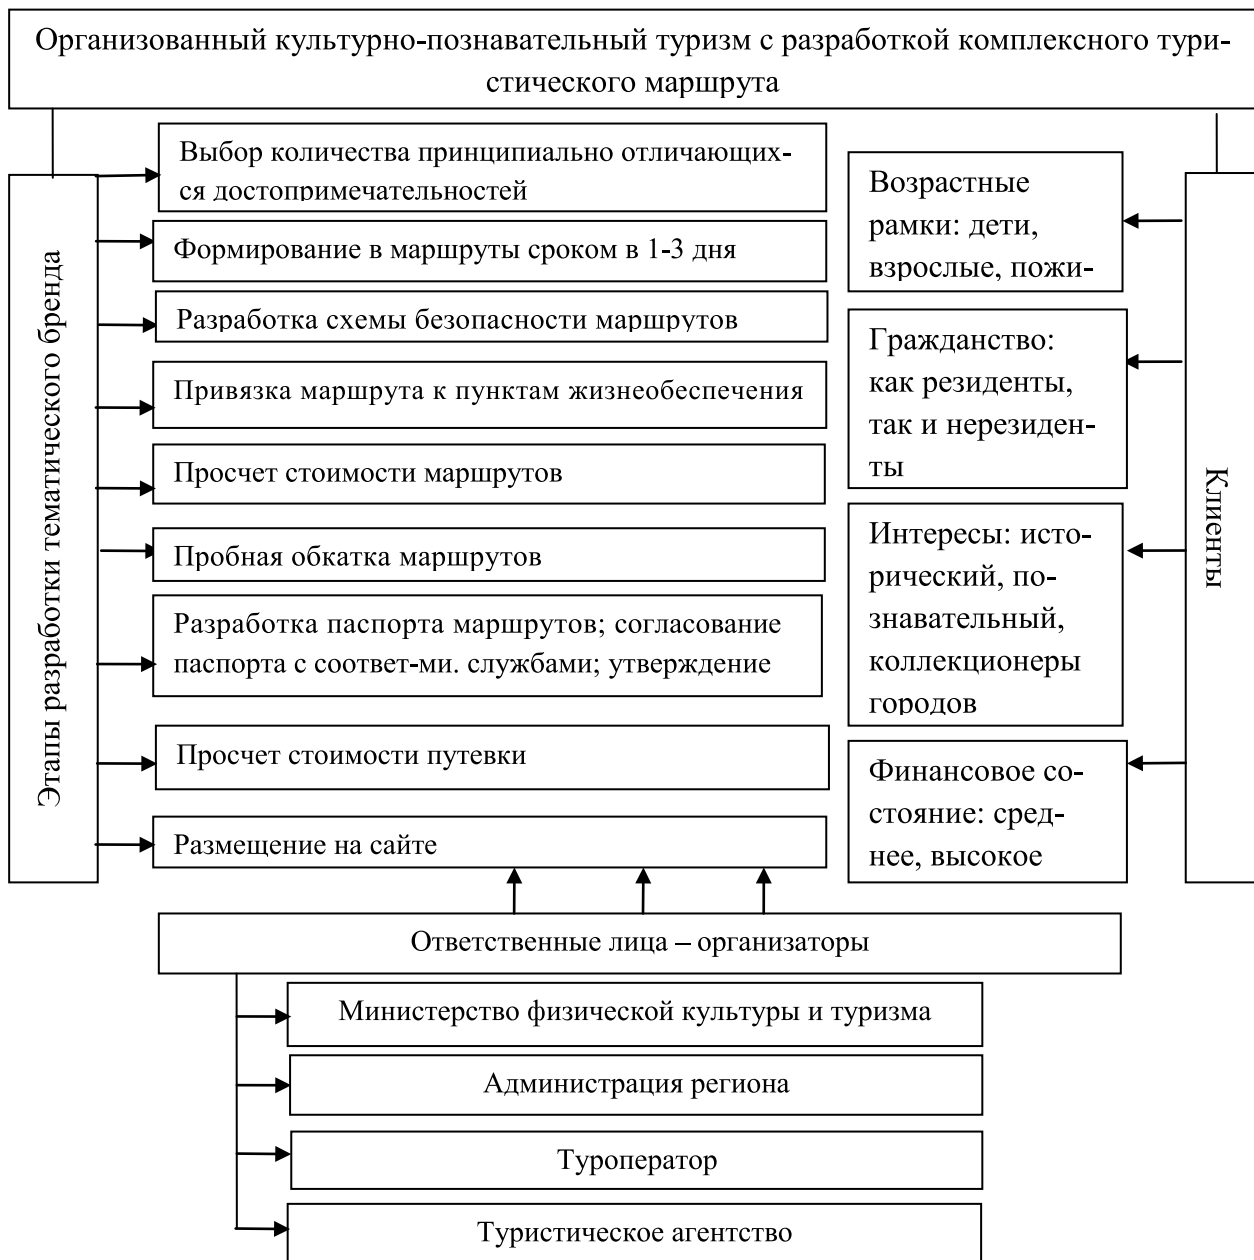 Организованный культурно-познавательный туризм с разработкой комплексного тури-
стического маршрута
Этапы разработки тематического бренда
Выбор количества принципиально отличающих-
ся достопримечательностей
Формирование в маршруты сроком в 1-3 дня
Разработка схемы безопасности маршрутов
Привязка маршрута к пунктам жизнеобеспечения
Просчет стоимости маршрутов
Пробная обкатка маршрутов
Разработка паспорта маршрутов; согласование
паспорта с соответ-ми. службами; утверждение
Просчет стоимости путевки
Размещение на сайте
Клиенты
Возрастные
рамки: дети,
взрослые, пожи-
Гражданство:
как резиденты,
так и нерезиден-
ты
Интересы: исто-
рический, по-
знавательный,
коллекционеры
городов
Финансовое со-
стояние: сред-
нее, высокое
Ответственные лица – организаторы
Министерство физической культуры и туризма
Администрация региона
Туроператор
Туристическое агентство